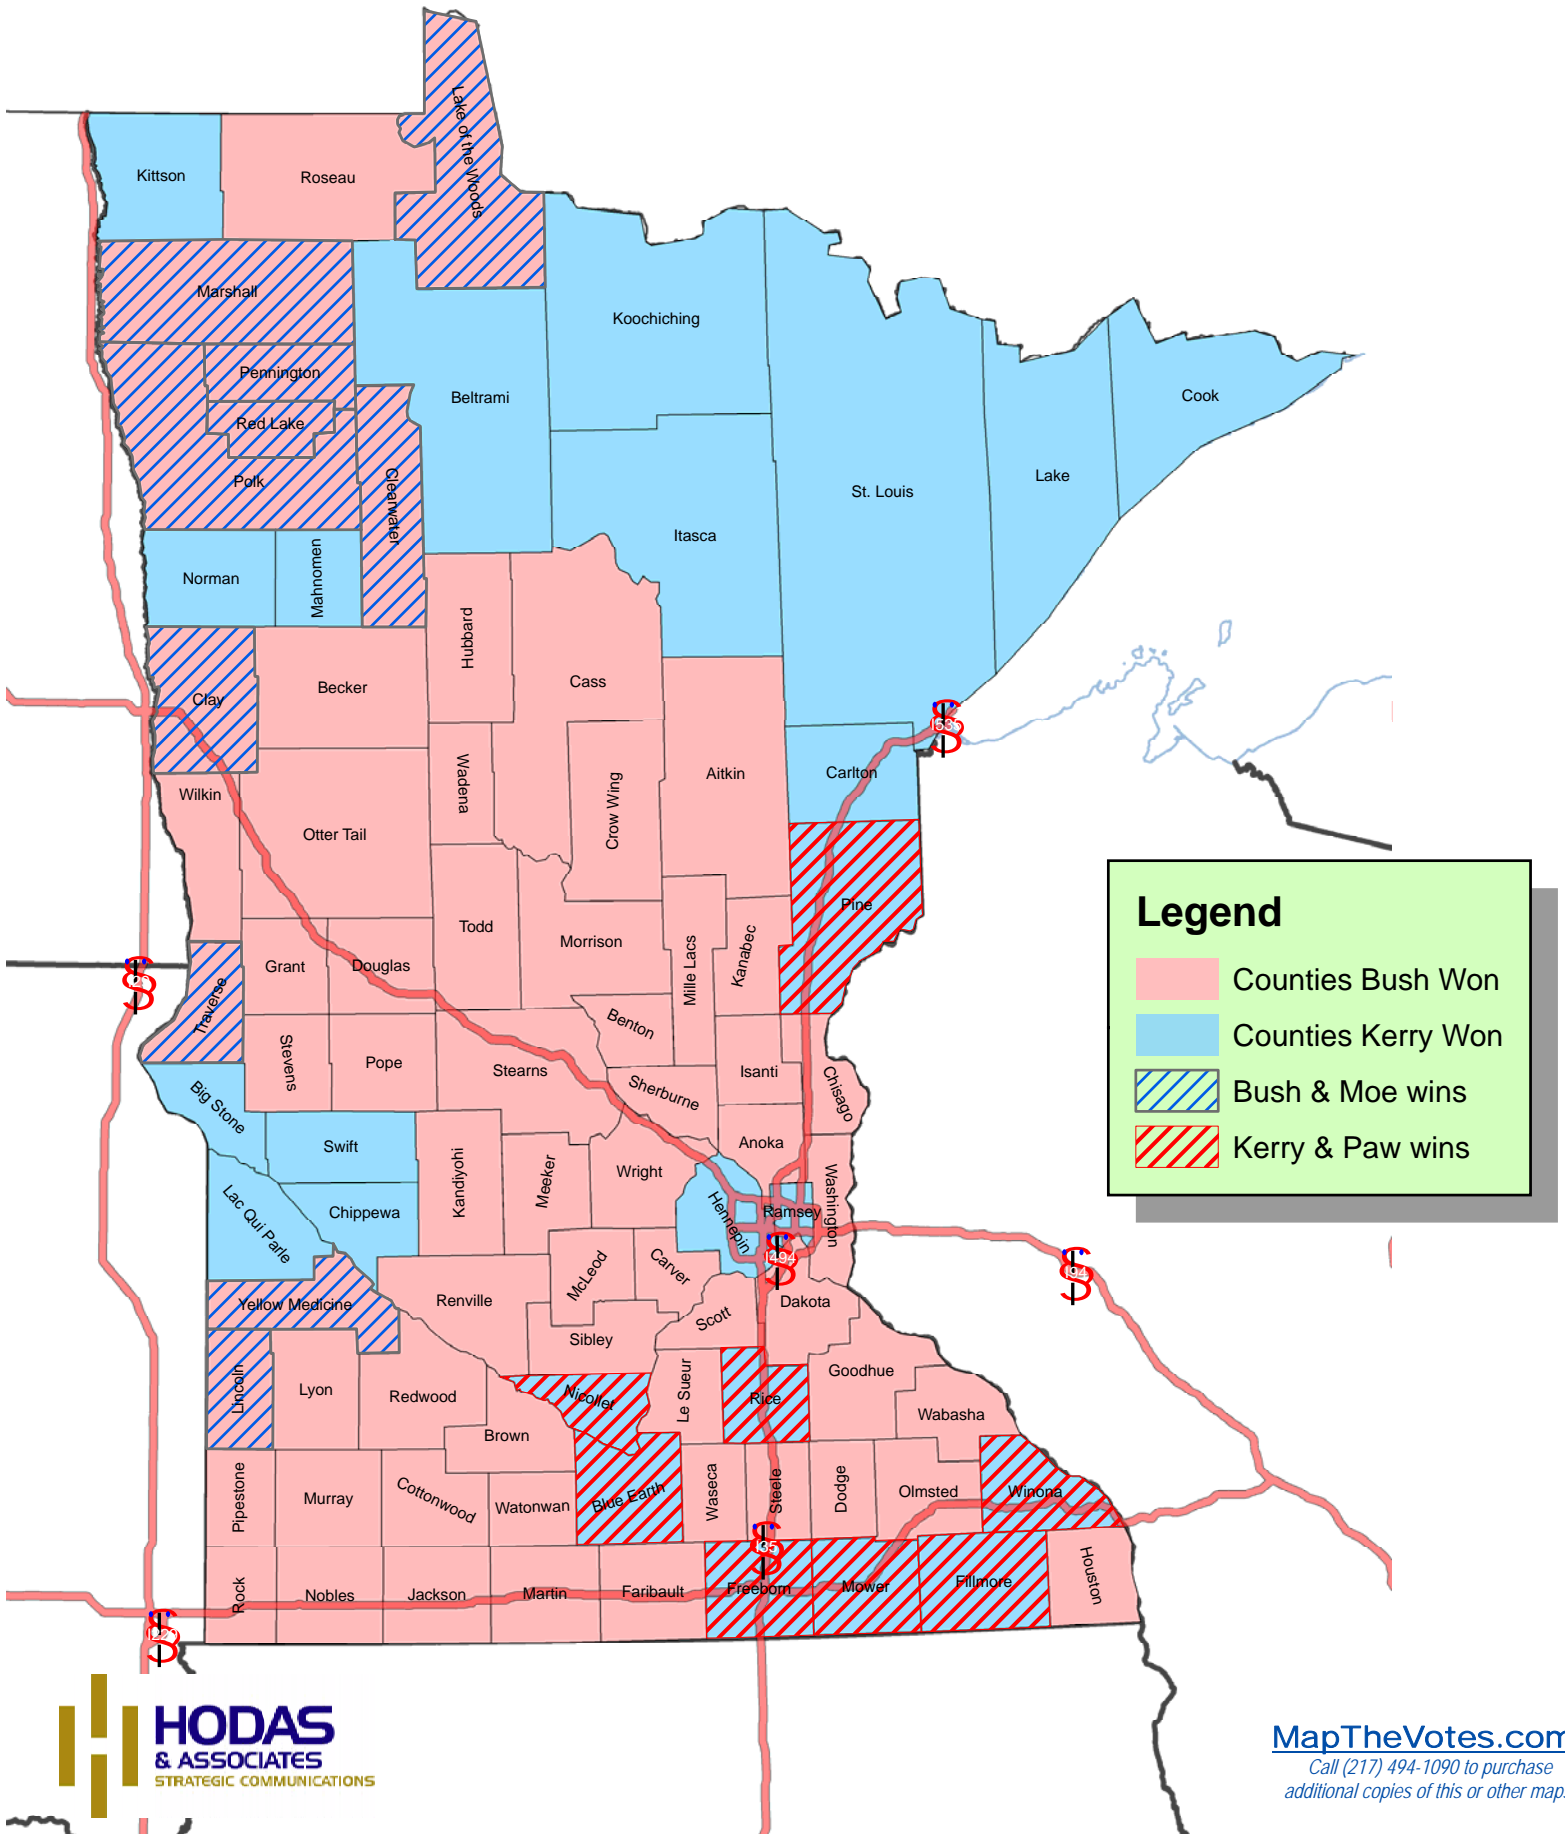 Lake of the Woods
Kittson
Roseau
Marshall
Koochiching
Pennington
Beltrami
Cook
Red Lake
Polk
Clearwater
St. Louis
Lake
Itasca
Norman
Mahnomen
Hubbard
Becker
Cass
Clay
I535
Wilkin
Wadena
Crow Wing
Aitkin
Carlton
Otter Tail
Pine
Todd
Morrison
Mille Lacs
Kanabec
Grant
Douglas
Traverse
Benton
Stevens
Pope
Stearns
Isanti
Sherburne
Chisago
Big Stone
Swift
Anoka
Kandiyohi
Meeker
Wright
Washington
Lac Qui Parle
Chippewa
Hennepin
Ramsey
I494
I94
McLeod
Carver
Yellow Medicine
Renville
Dakota
Scott
Sibley
Lincoln
Lyon
Redwood
Nicollet
Le Sueur
Rice
Goodhue
Wabasha
Brown
Pipestone
Murray
Cottonwood
Watonwan
Blue Earth
Waseca
Steele
Dodge
Olmsted
Winona
I35
Rock
Nobles
Jackson
Martin
Faribault
Freeborn
Mower
Fillmore
Houston
I229
Legend
Counties Bush Won
Counties Kerry Won
Bush & Moe wins
Kerry & Paw wins
HODAS
& ASSOCIATES
STRATEGIC COMMUNICATIONS
MapTheVotes.com
Call (217) 494-1090 to purchase
additional copies of this or other map